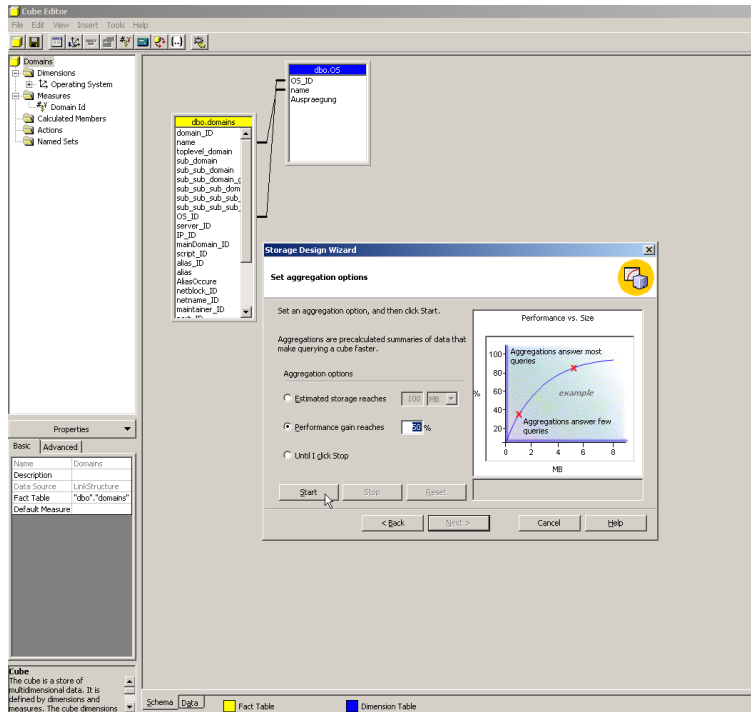 Cube Editor
File Edit View Insert Tools Help
Domains
Dimensions
Operating System
Measures
Domain Id
Calculated Members
Actions
Named Sets
dbo.OS
OS_ID
name
Auspraegung
dbo.domains
domain_ID
name
toplevel_domain
sub_domain
sub_sub_domain
sub_sub_domain_c
sub_sub_sub_dom
sub_sub_sub_sub_
sub_sub_sub_sub_
OS_ID
server_ID
IP_ID
mainDomain_ID
script_ID
alias_ID
alias
AliasOccure
netblock_ID
netname_ID
maintainer_ID
Storage Design Wizard
Set aggregation options
Set an aggregation option, and then click Start.
Aggregations are precalculated summaries of data that
make querying a cube faster.
Aggregation options
Estimated storage reaches 100 MB
Performance gain reaches 50 %
Until I click Stop
Start Stop Reset
Performance vs. Size
Aggregations answer most
queries
example
Aggregations answer few
queries
%
100
80
60
40
20
0 2 4 6 8
MB
< Back Next > Cancel Help
Properties
Basic Advanced
Name Domains
Description
Data Source LinkStructure
Fact Table "dbo"."domains"
Default Measure
Cube
The cube is a store of
multidimensional data. It is
defined by dimensions and
measures. The cube dimensions
Schema Data Fact Table Dimension Table